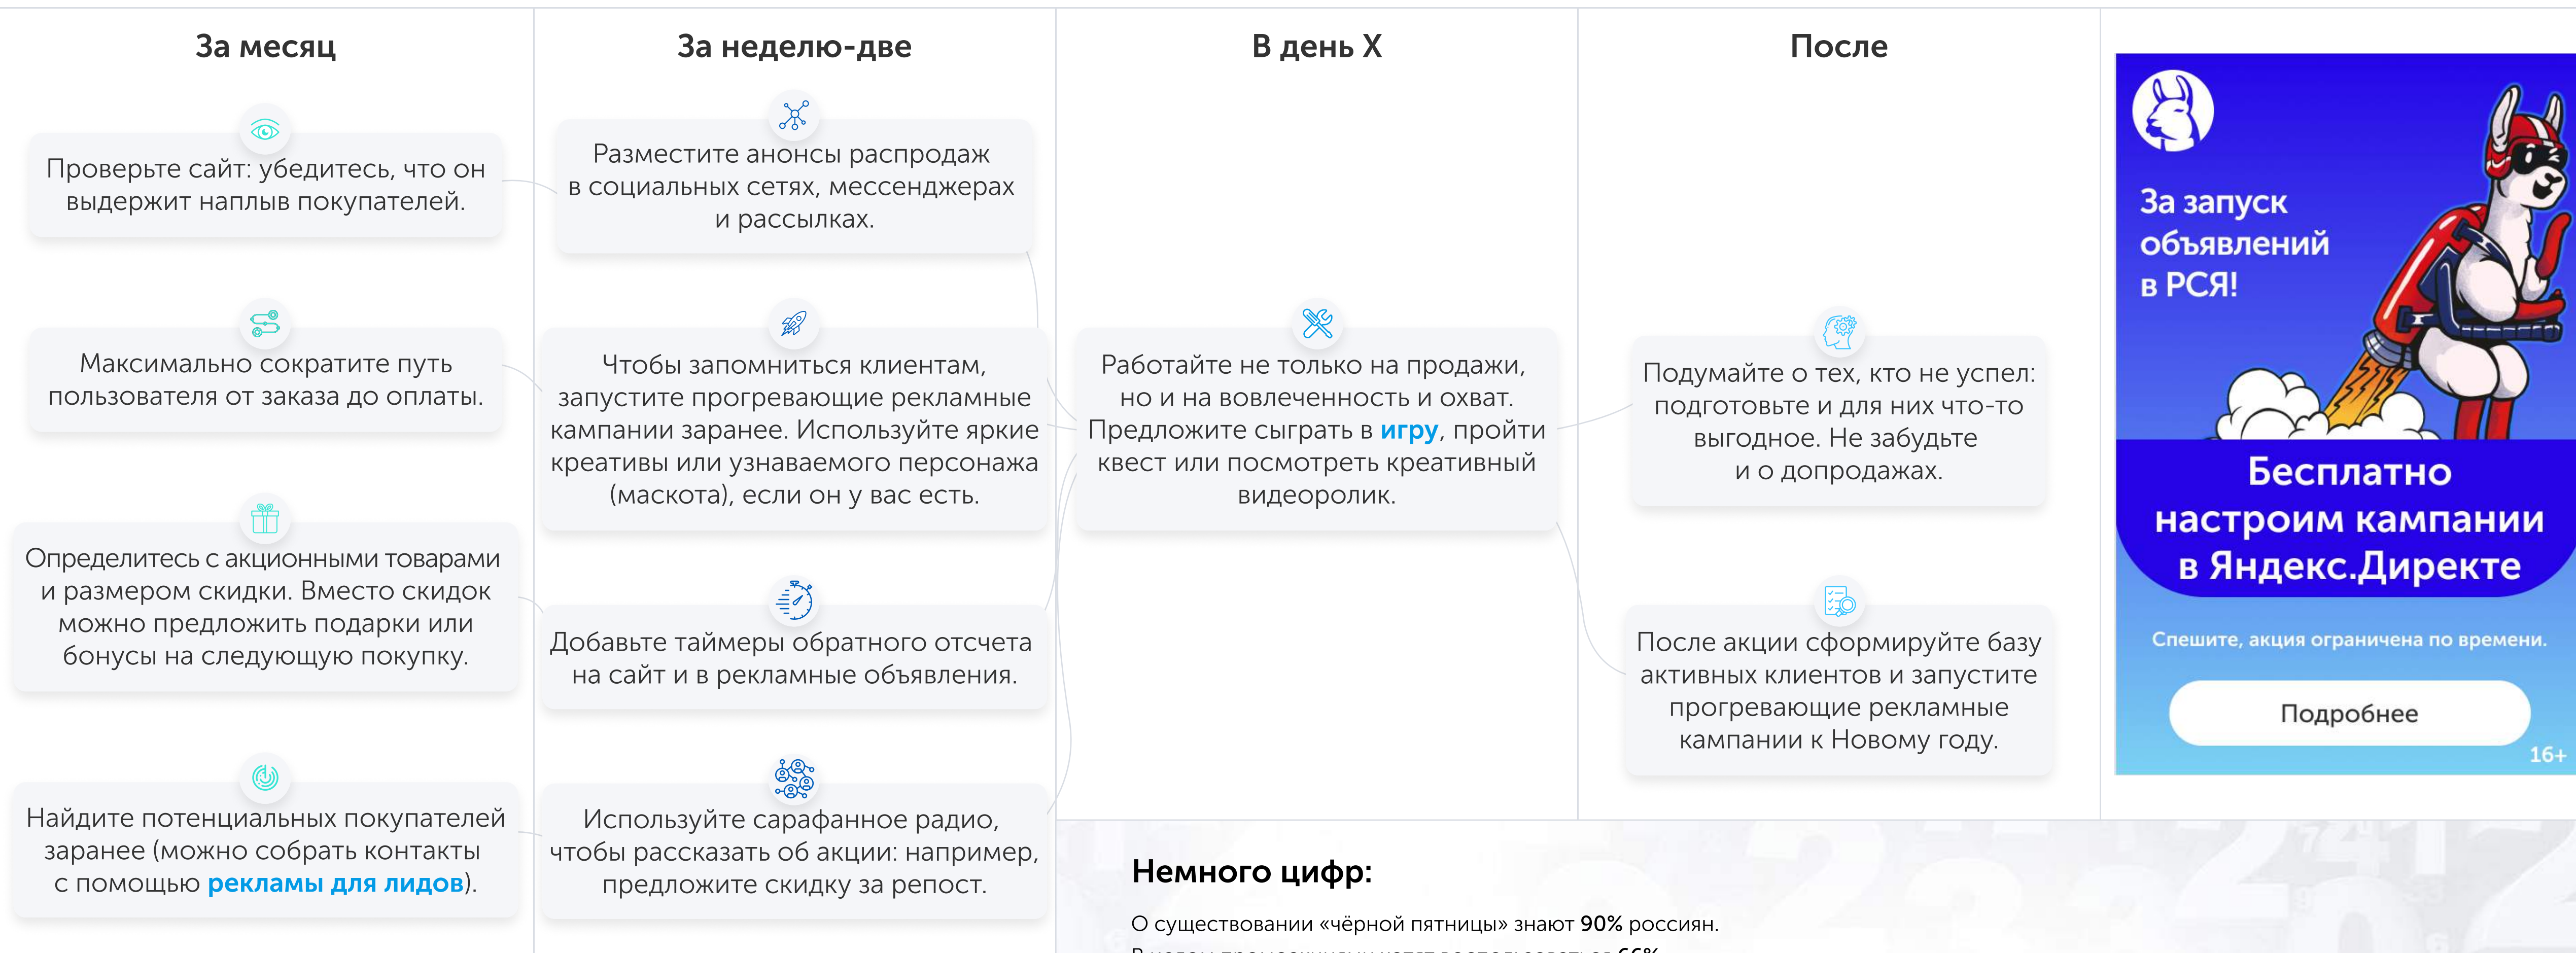 За месяц
Проверьте сайт: убедитесь, что он
выдержит наплыв покупателей.
Максимально сократите путь
пользователя от заказа до оплаты.
Определитесь с акционными товарами
и размером скидки. Вместо скидок
можно предложить подарки или
бонусы на следующую покупку.
Найдите потенциальных покупателей
заранее (можно собрать контакты
с помощью рекламы для лидов).
За неделю-две
Разместите анонсы распродаж
в социальных сетях, мессенджерах
и рассылках.
Чтобы запомниться клиентам,
запустите прогревающие рекламные
кампании заранее. Используйте яркие
креативы или узнаваемого персонажа
(маскота), если он у вас есть.
Добавьте таймеры обратного отсчета
на сайт и в рекламные объявления.
Используйте сарафанное радио,
чтобы рассказать об акции: например,
предложите скидку за репост.
В день X
Работайте не только на продажи,
но и на вовлеченность и охват.
Предложите сыграть в игру, пройти
квест или посмотреть креативный
видеоролик.
После
Подумайте о тех, кто не успел:
подготовьте и для них что-то
выгодное. Не забудьте
и о допродажах.
После акции сформируйте базу
активных клиентов и запустите
прогревающие рекламные
кампании к Новому году.
За запуск
объявлений
в РСЯ!
Бесплатно
настроим кампании
в Яндекс.Директе
Спешите, акция ограничена по времени.
Подробнее
16+
Немного цифр:
О существовании «чёрной пятницы» знают 90% россиян.